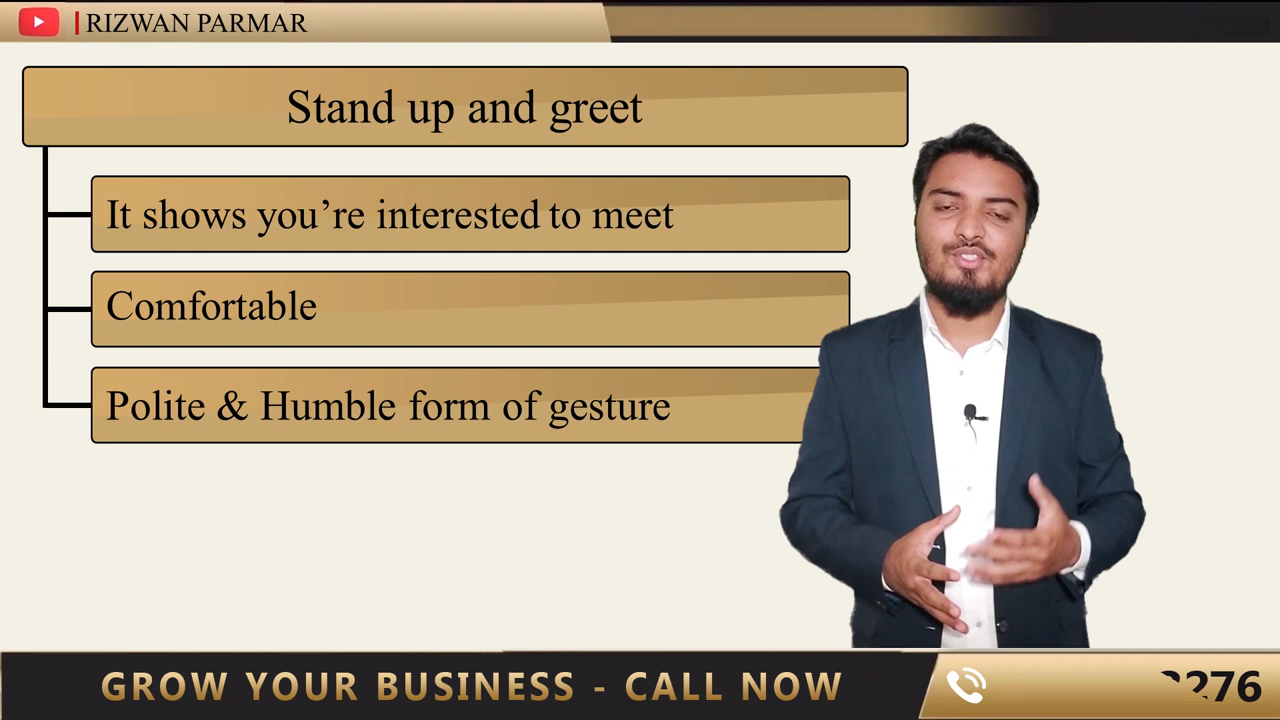 RIZWAN PARMAR
Stand up and greet
It shows you’re interested to meet
Comfortable
Polite & Humble form of gesture
GROW YOUR BUSINESS - CALL NOW
276